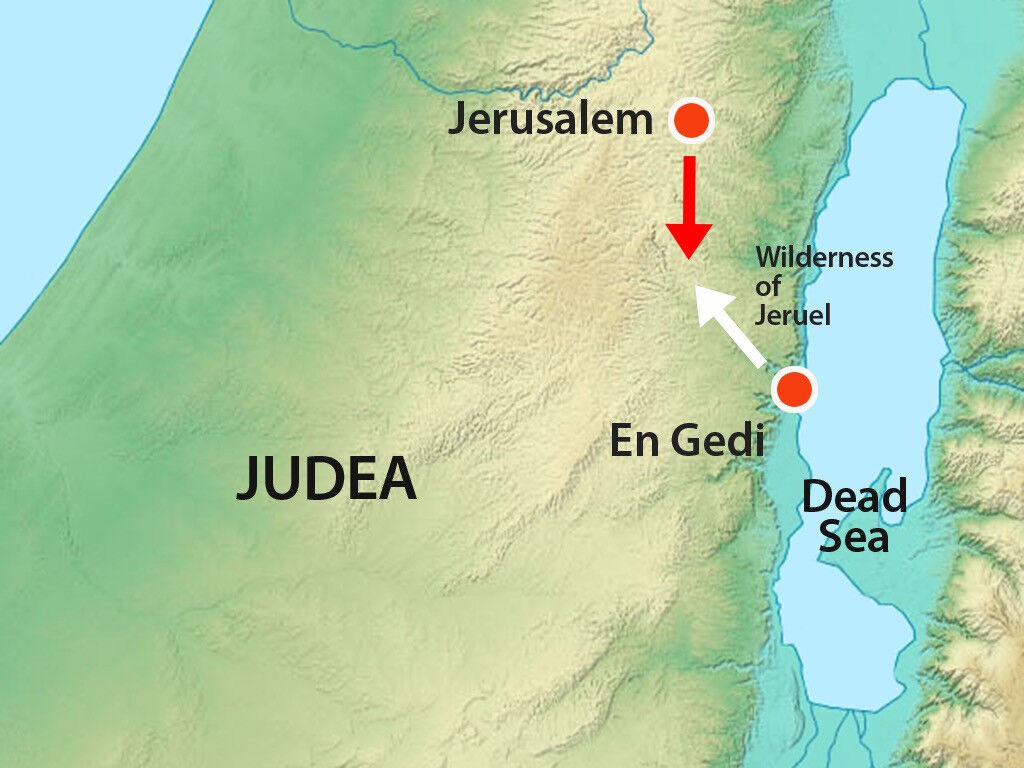 Jerusalem
Wilderness
of
Jeruel
En Gedi
JUDEA
Dead
Sea